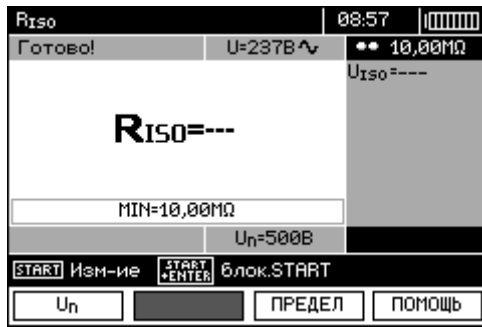 RISO 08:57
Готово! U=237В∿ •• 10,00MΩ
UISO=---
RISO=---
MIN=10,00MΩ
Un=500В
START Изм-ие START +ENTER блок.START
Un ПРЕДЕЛ ПОМОЩЬ